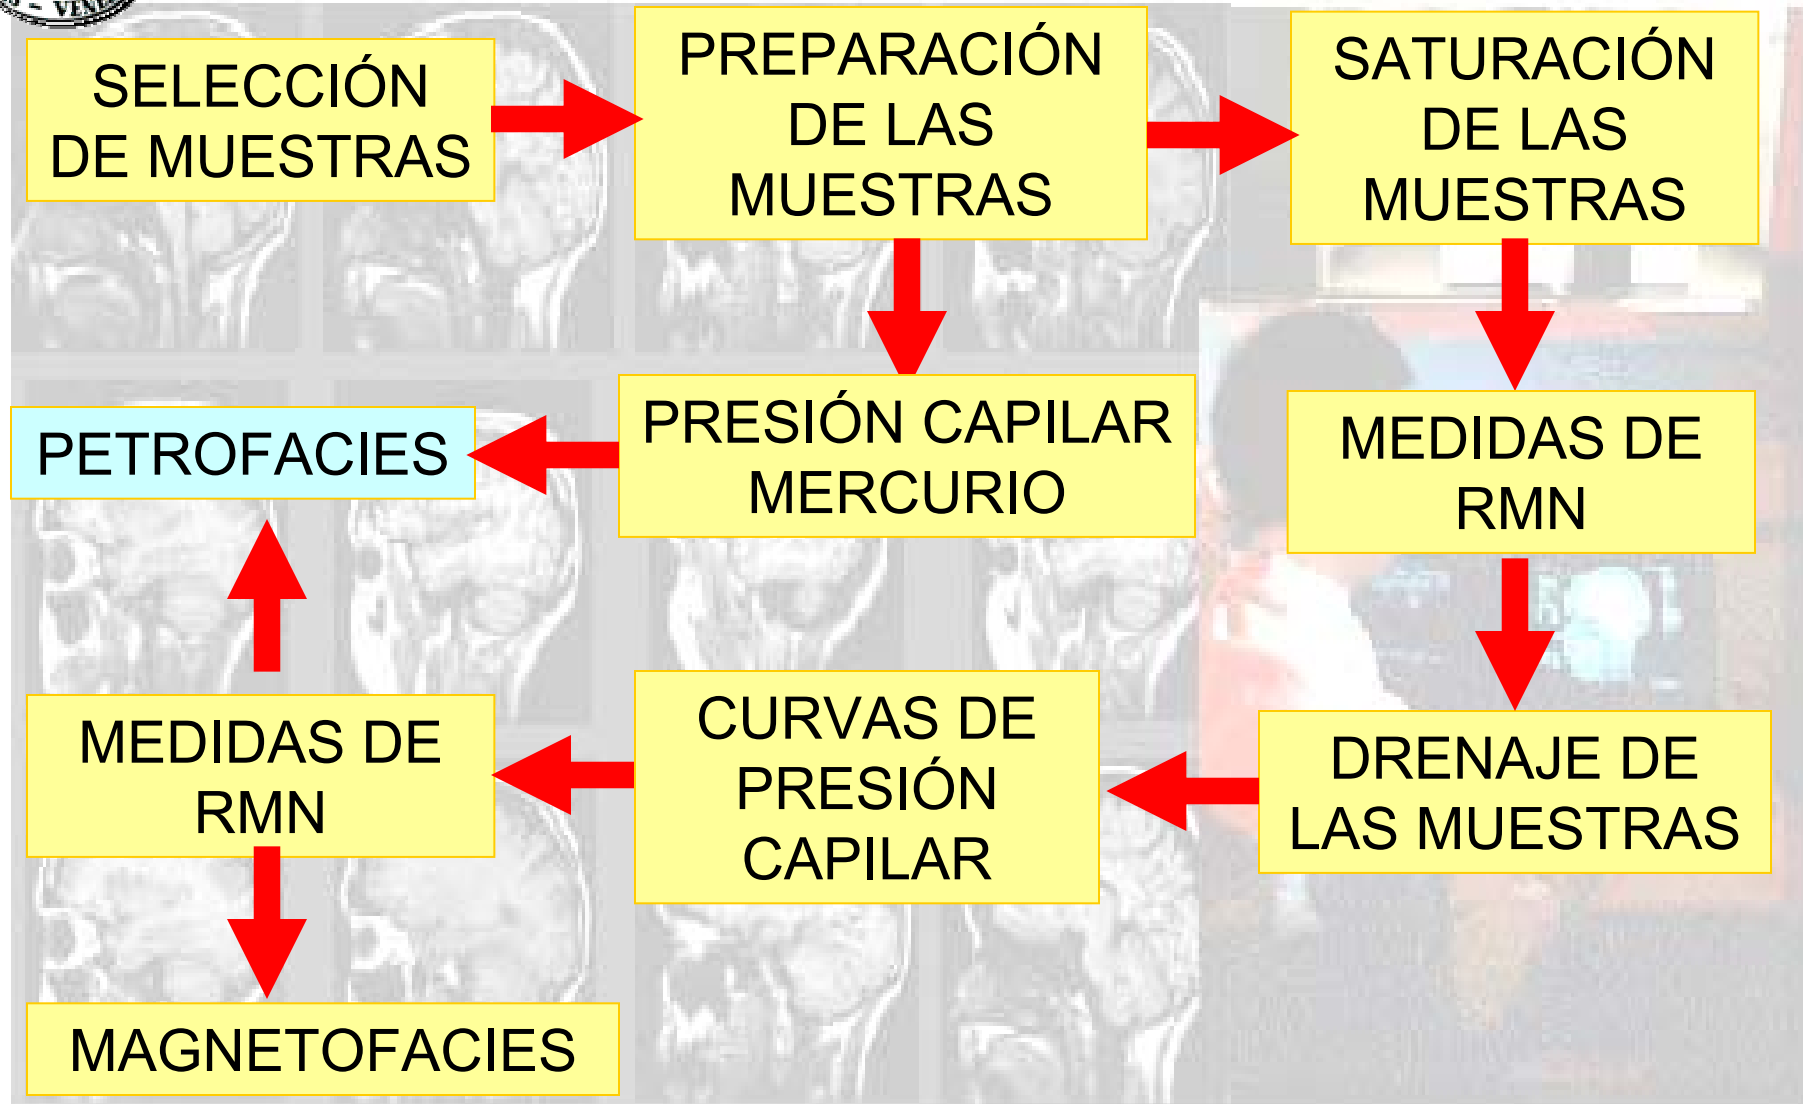 SELECCIÓN
DE MUESTRAS
PREPARACIÓN
DE LAS
MUESTRAS
SATURACIÓN
DE LAS
MUESTRAS
PETROFACIES
PRESIÓN CAPILAR
MERCURIO
MEDIDAS DE
RMN
MEDIDAS DE
RMN
CURVAS DE
PRESIÓN
CAPILAR
DRENAJE DE
LAS MUESTRAS
MAGNETOFACIES